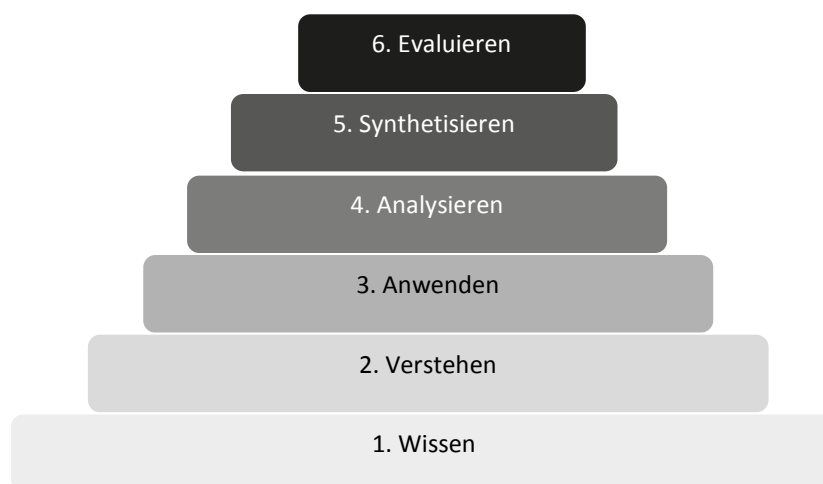 6. Evaluieren
5. Synthetisieren
4. Analysieren
3. Anwenden
2. Verstehen
1. Wissen